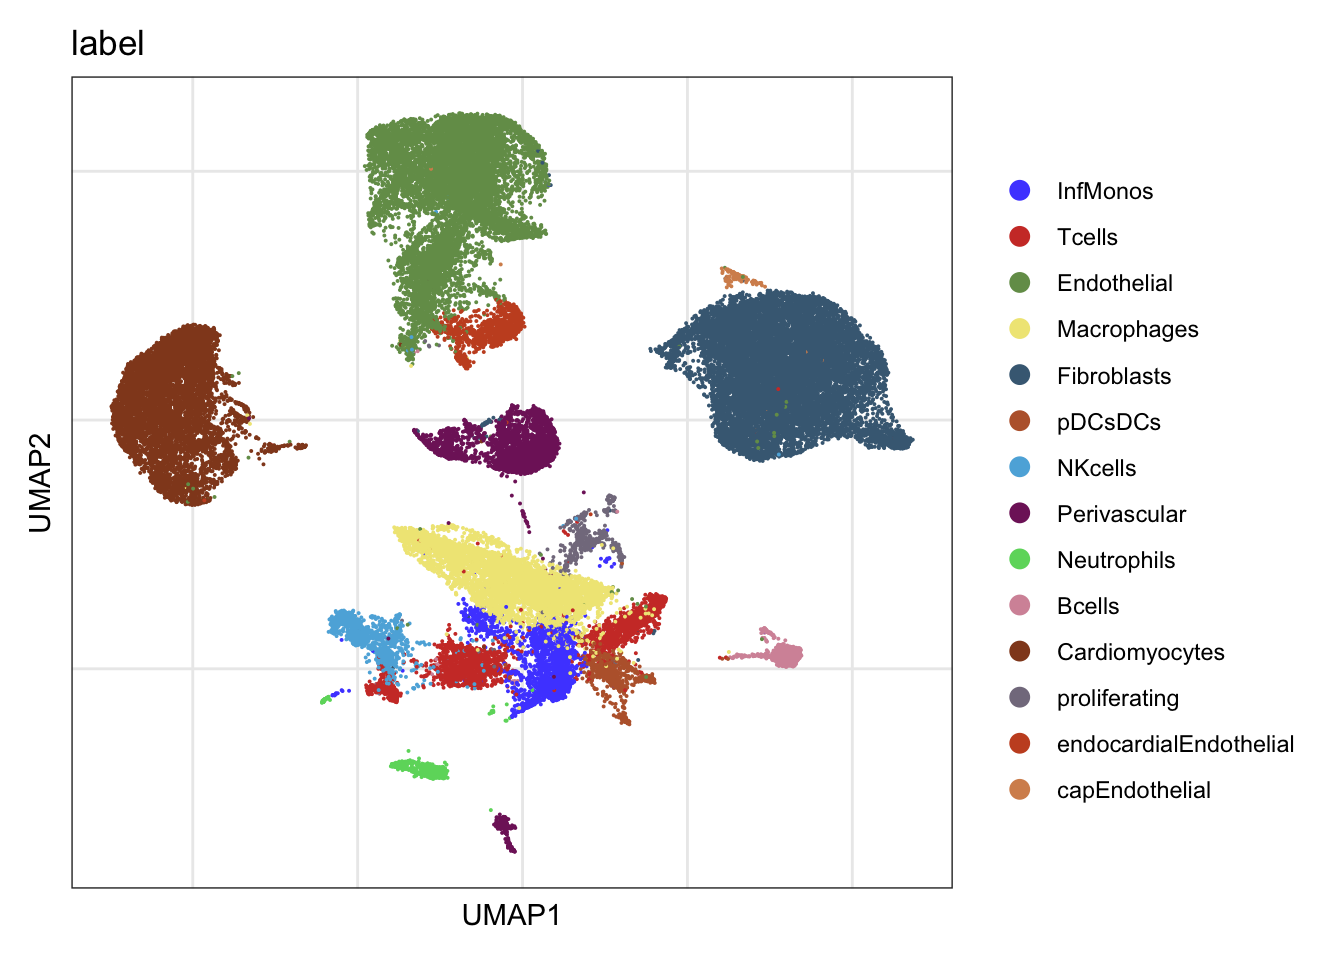 label
InfMonos
Tcells
Endothelial
Macrophages
Fibroblasts
pDCsDCs
NKcells
Perivascular
Neutrophils
Bcells
Cardiomyocytes
proliferating
endocardialEndothelial
capEndothelial
UMAP2
UMAP1